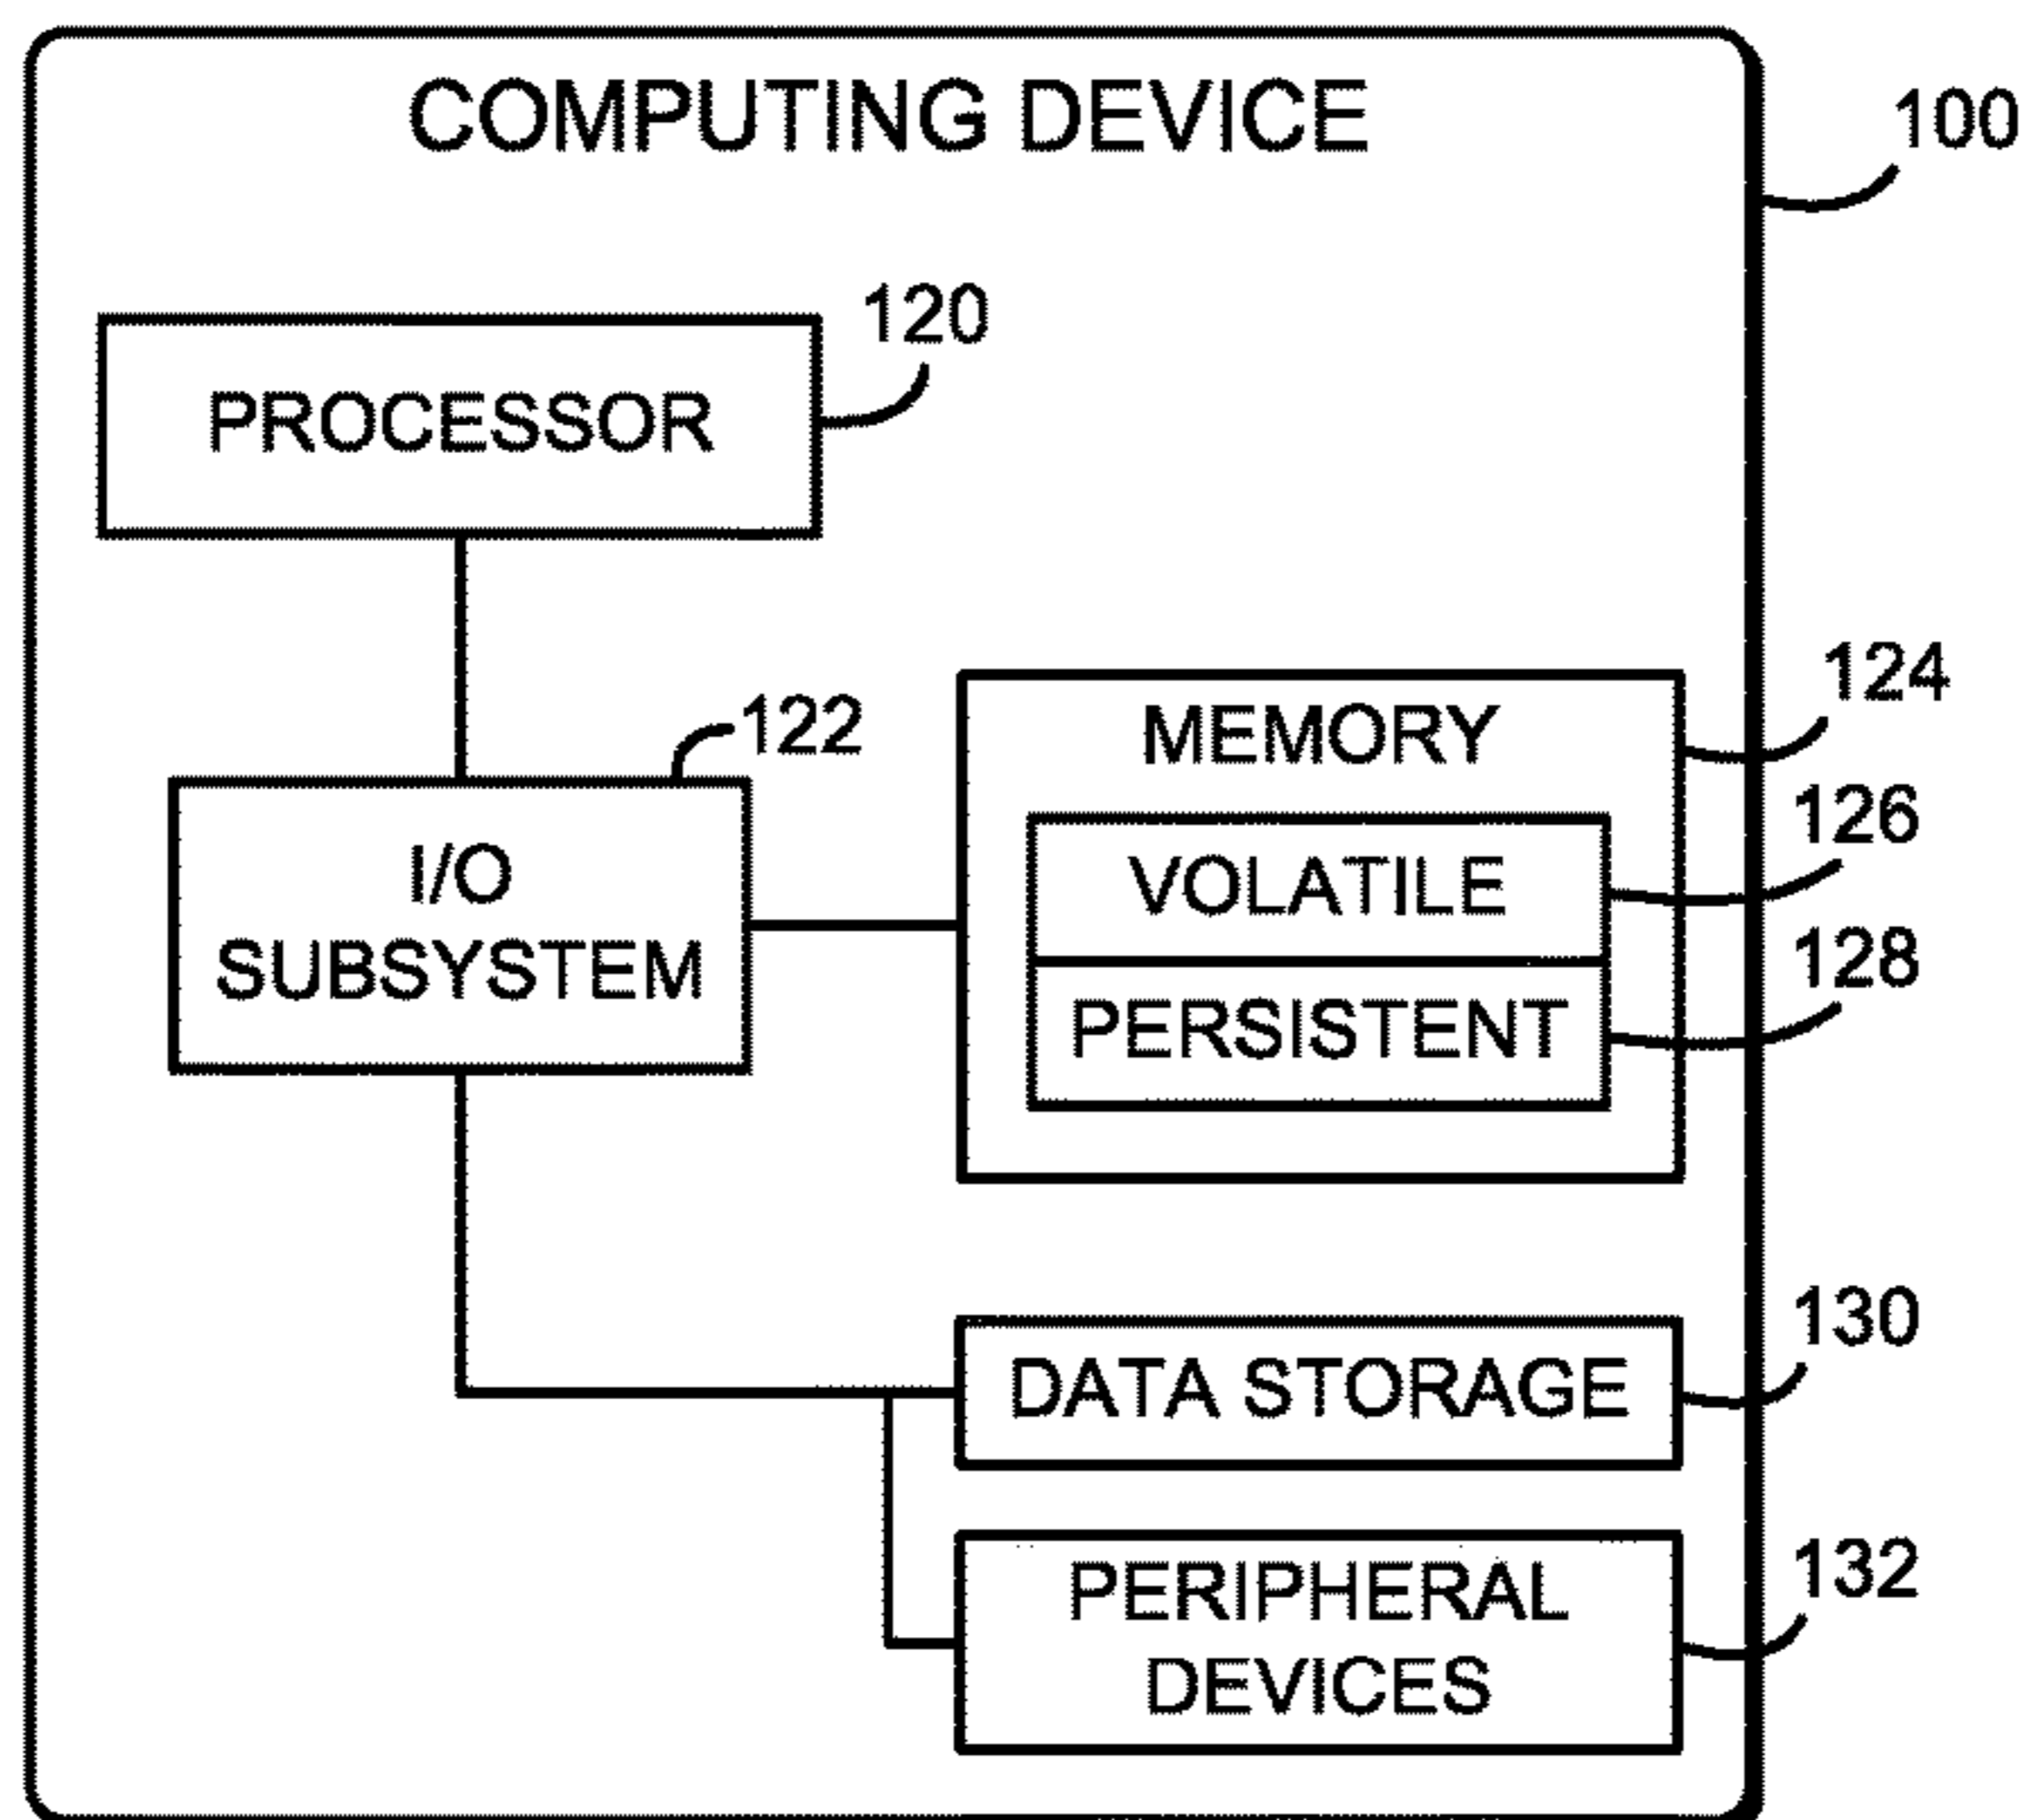 COMPUTING DEVICE
100
120
PROCESSOR
124
122
MEMORY
126
I/O
VOLATILE
SUBSYSTEM
128
PERSISTENT
130
DATA STORAGE
132
PERIPHERAL
DEVICES